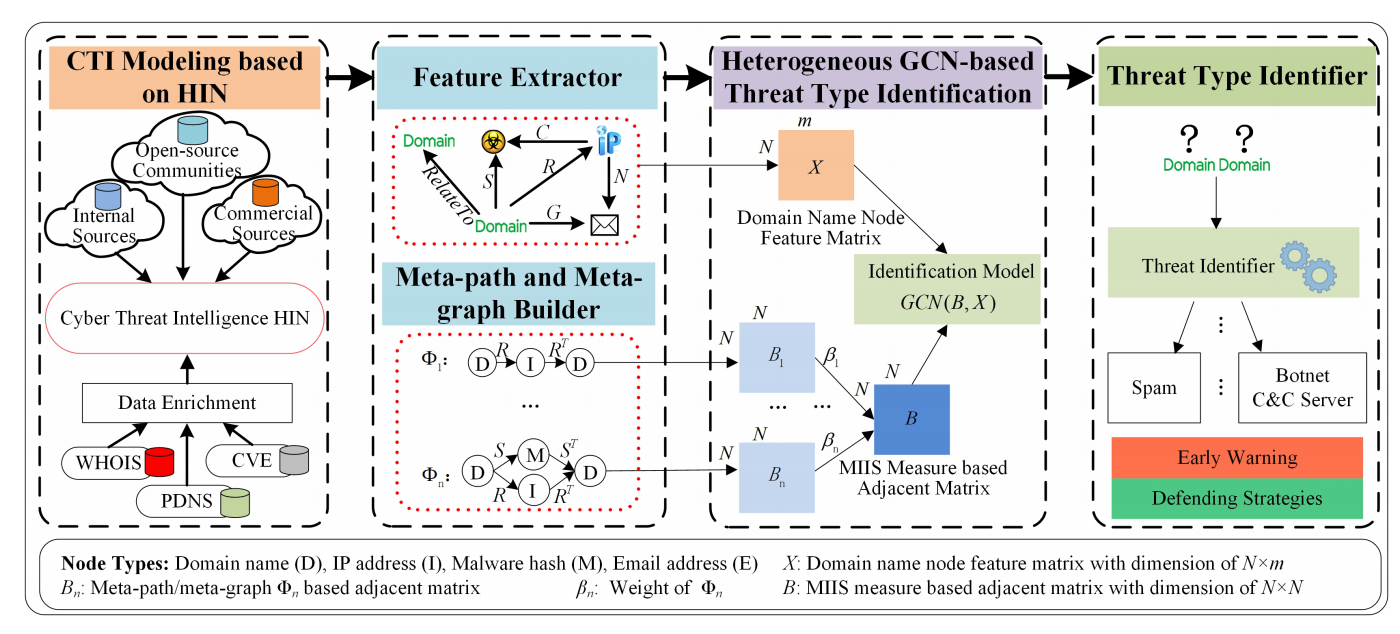 CTI Modeling based
on HIN
Open-source
Communities
Internal
Sources
Commercial
Sources
Cyber Threat Intelligence HIN
Data Enrichment
WHOIS
CVE
PDNS
Feature Extractor
Domain
C
iP
RelateTo
S
R
N
Domain
G
Meta-path and Meta-
graph Builder
Φ1:
D
R
I
R^T
D
...
Φn:
D
S
M
S^T
D
R
I
R^T
Heterogeneous GCN-based
Threat Type Identification
m
N
X
Domain Name Node
Feature Matrix
Identification Model
GCN(B, X)
N
N
B1
β1
N
N
B
... ...
N
N
Bn
βn
MIIS Measure based
Adjacent Matrix
Threat Type Identifier
? ?
Domain Domain
Threat Identifier
⋮
Spam
⋮
Botnet
C&C Server
Early Warning
Defending Strategies
Node Types: Domain name (D), IP address (I), Malware hash (M), Email address (E)
X: Domain name node feature matrix with dimension of N×m
Bn: Meta-path/meta-graph Φn based adjacent matrix
βn: Weight of Φn
B: MIIS measure based adjacent matrix with dimension of N×N